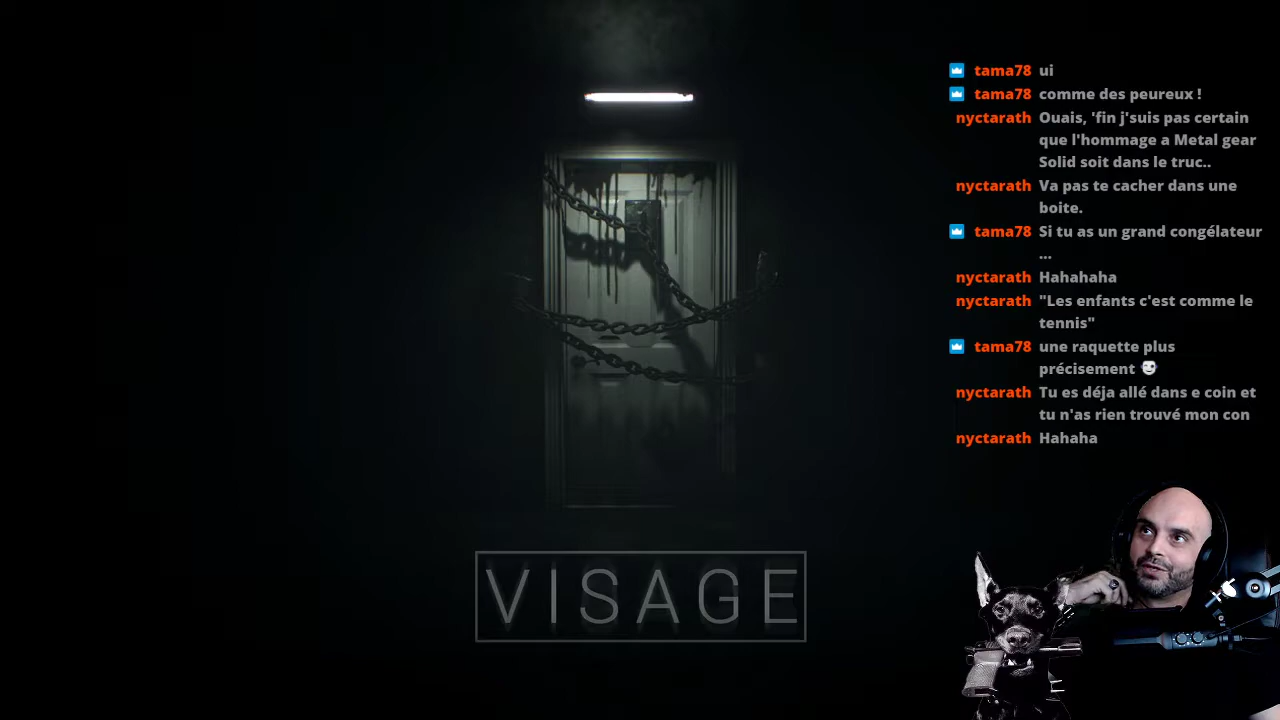 tama78 ui
tama78 comme des peureux !
nyctarath Ouais, 'fin j'suis pas certain
que l'hommage a Metal gear
Solid soit dans le truc..
nyctarath Va pas te cacher dans une
boite.
tama78 Si tu as un grand congélateur
...
nyctarath Hahahaha
nyctarath "Les enfants c'est comme le
tennis"
tama78 une raquette plus
précisement
nyctarath Tu es déja allé dans e coin et
tu n'as rien trouvé mon con
nyctarath Hahaha
VISAGE